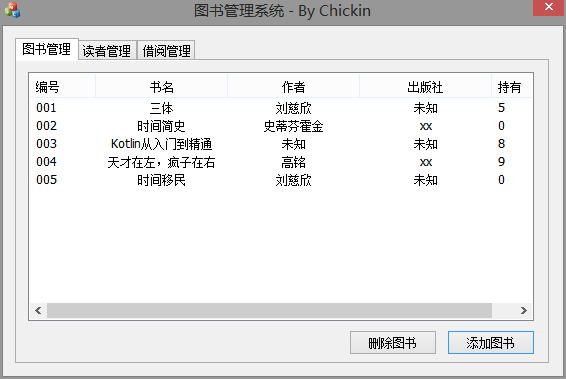 图书管理系统 - By Chickin
图书管理 读者管理 借阅管理
编号 书名 作者 出版社 持有
001 三体 刘慈欣 未知 5
002 时间简史 史蒂芬霍金 xx 0
003 Kotlin从入门到精通 未知 未知 8
004 天才在左，疯子在右 高铭 xx 9
005 时间移民 刘慈欣 未知 0
删除图书 添加图书